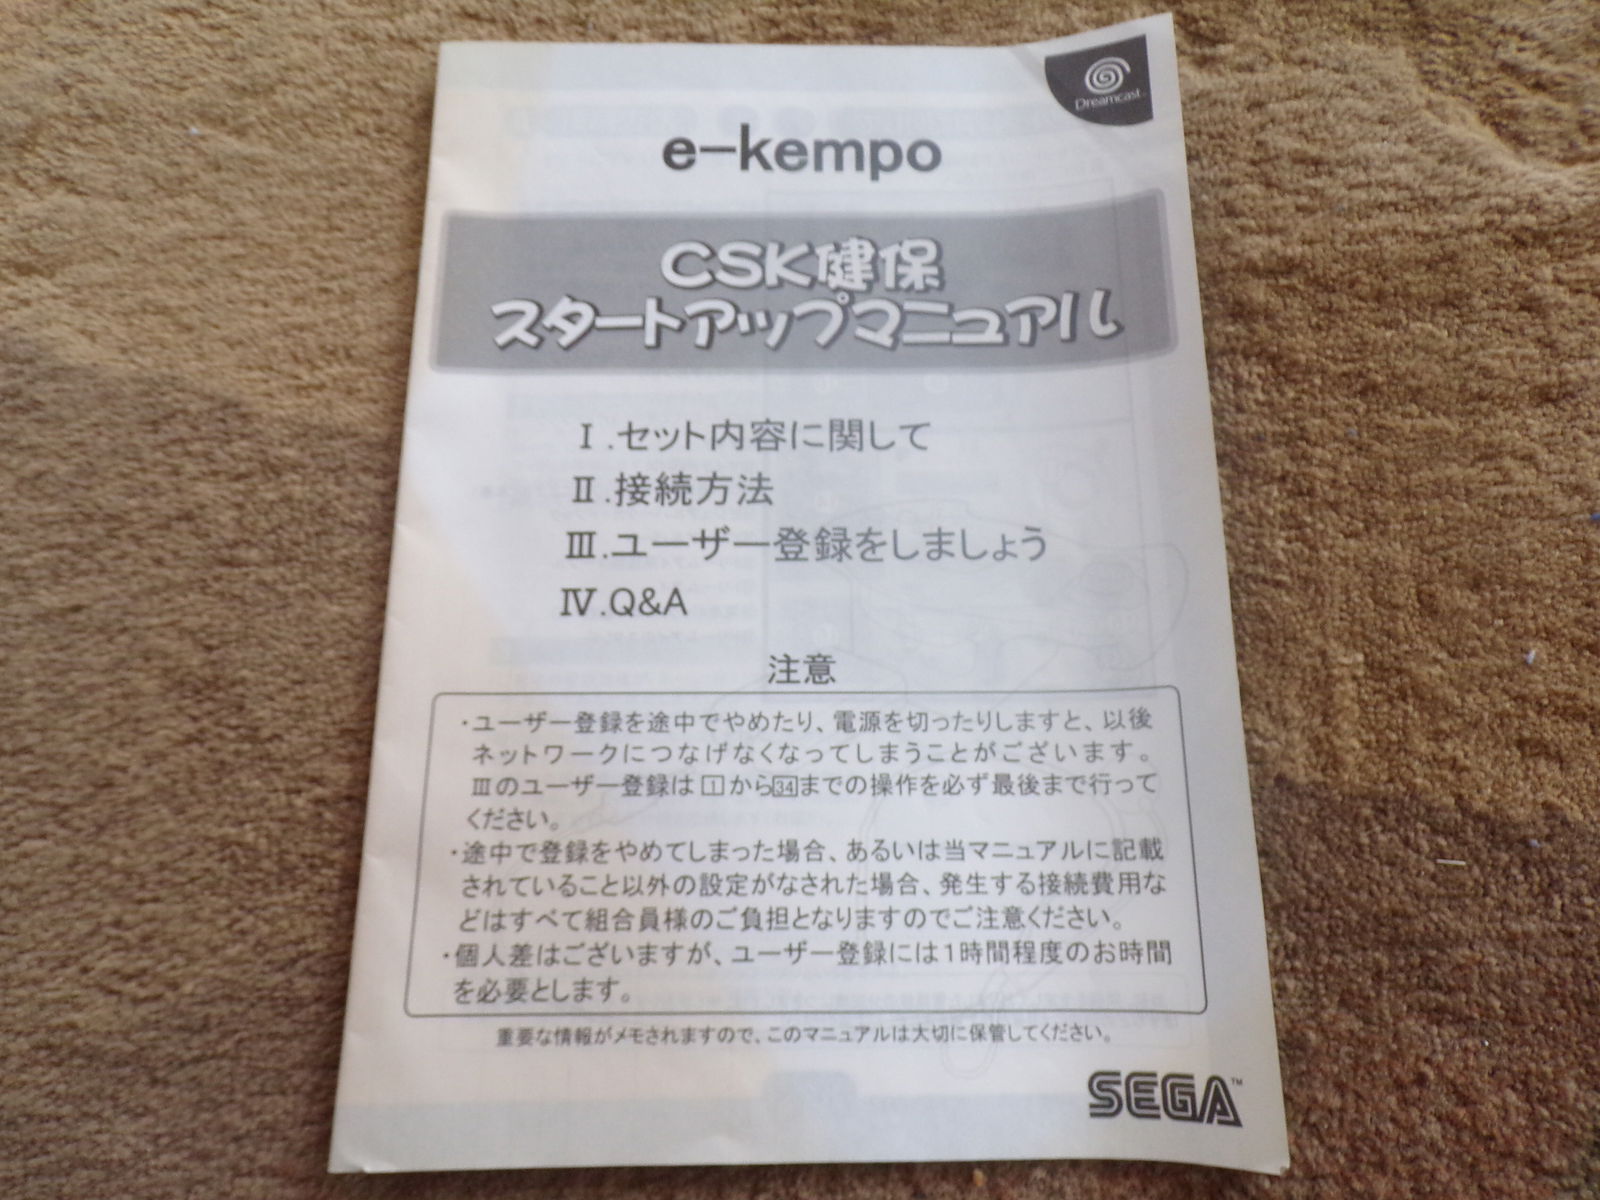 Dreamcast
e-kempo
CSK健保
スタートアップマニュアル
Ⅰ.セット内容に関して
Ⅱ.接続方法
Ⅲ.ユーザー登録をしましょう
Ⅳ.Q&A
注意
・ユーザー登録を途中でやめたり、電源を切ったりしますと、以後
ネットワークにつなげなくなってしまうことがございます。
Ⅲのユーザー登録は1から34までの操作を必ず最後まで行って
ください。
・途中で登録をやめてしまった場合、あるいは当マニュアルに記載
されていること以外の設定がなされた場合、発生する接続費用な
どはすべて組合員様のご負担となりますのでご注意ください。
・個人差はございますが、ユーザー登録には1時間程度のお時間
を必要とします。
重要な情報がメモされますので、このマニュアルは大切に保管してください。
SEGA™